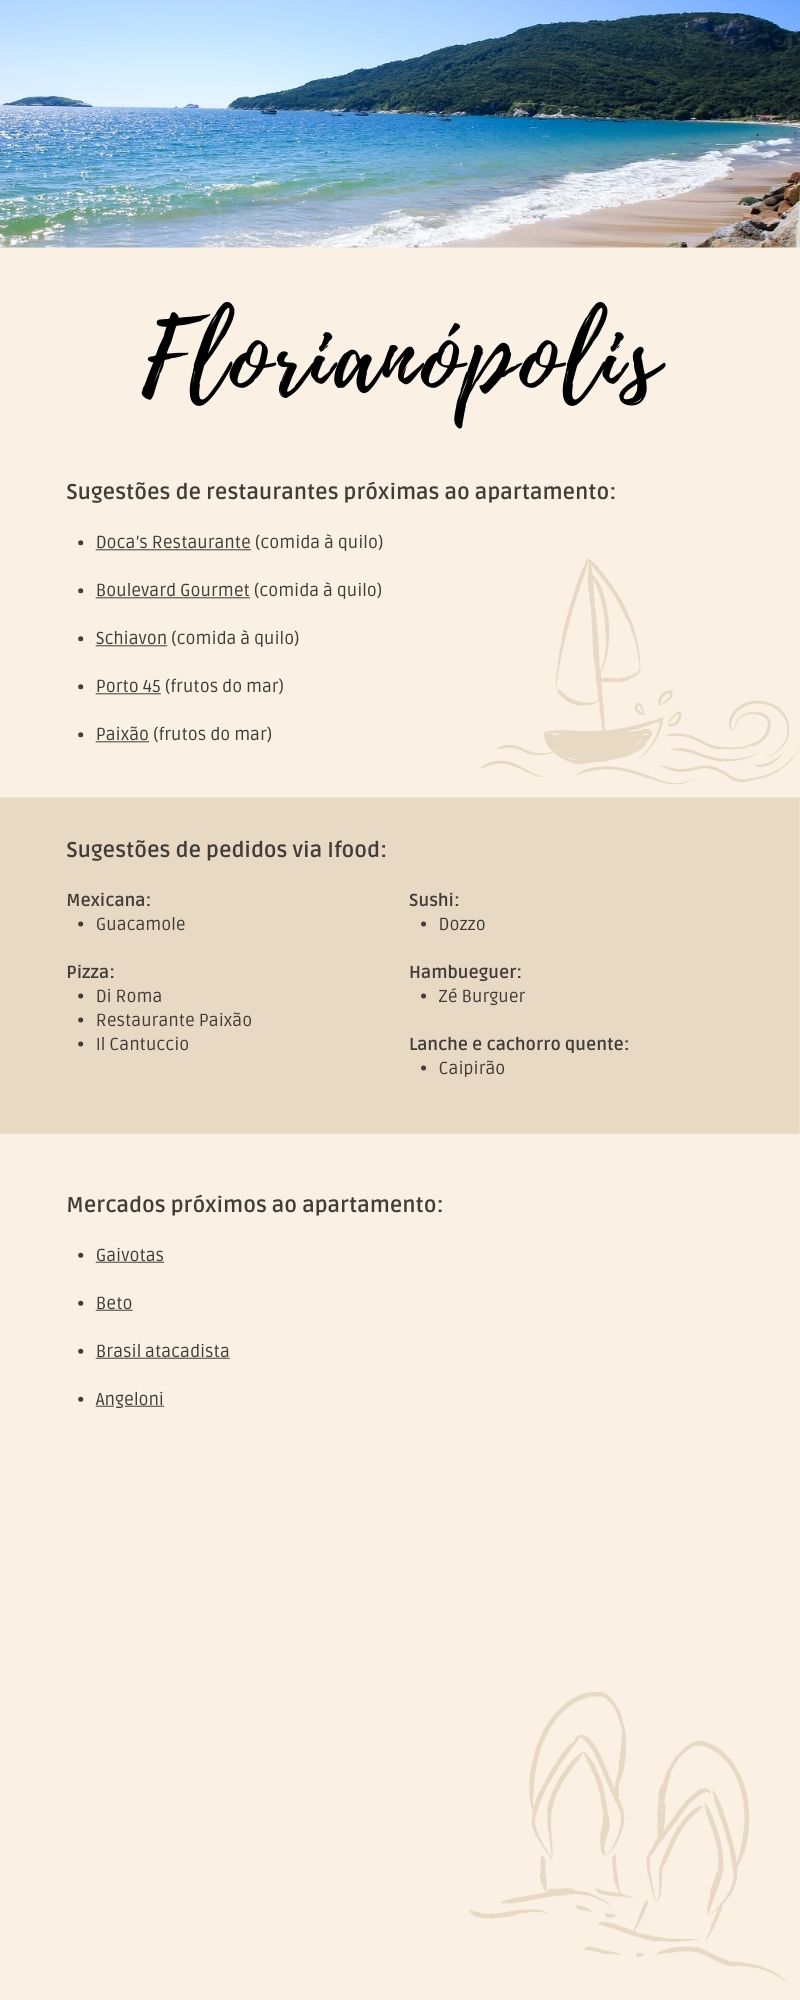 Florianópolis
Sugestões de restaurantes próximas ao apartamento:
• Doca's Restaurante (comida à quilo)
• Boulevard Gourmet (comida à quilo)
• Schiavon (comida à quilo)
• Porto 45 (frutos do mar)
• Paixão (frutos do mar)
Sugestões de pedidos via Ifood:
Mexicana:
• Guacamole
Pizza:
• Di Roma
• Restaurante Paixão
• Il Cantuccio
Sushi:
• Dozzo
Hambueguer:
• Zé Burguer
Lanche e cachorro quente:
• Caipirão
Mercados próximos ao apartamento:
• Gaivotas
• Beto
• Brasil atacadista
• Angeloni